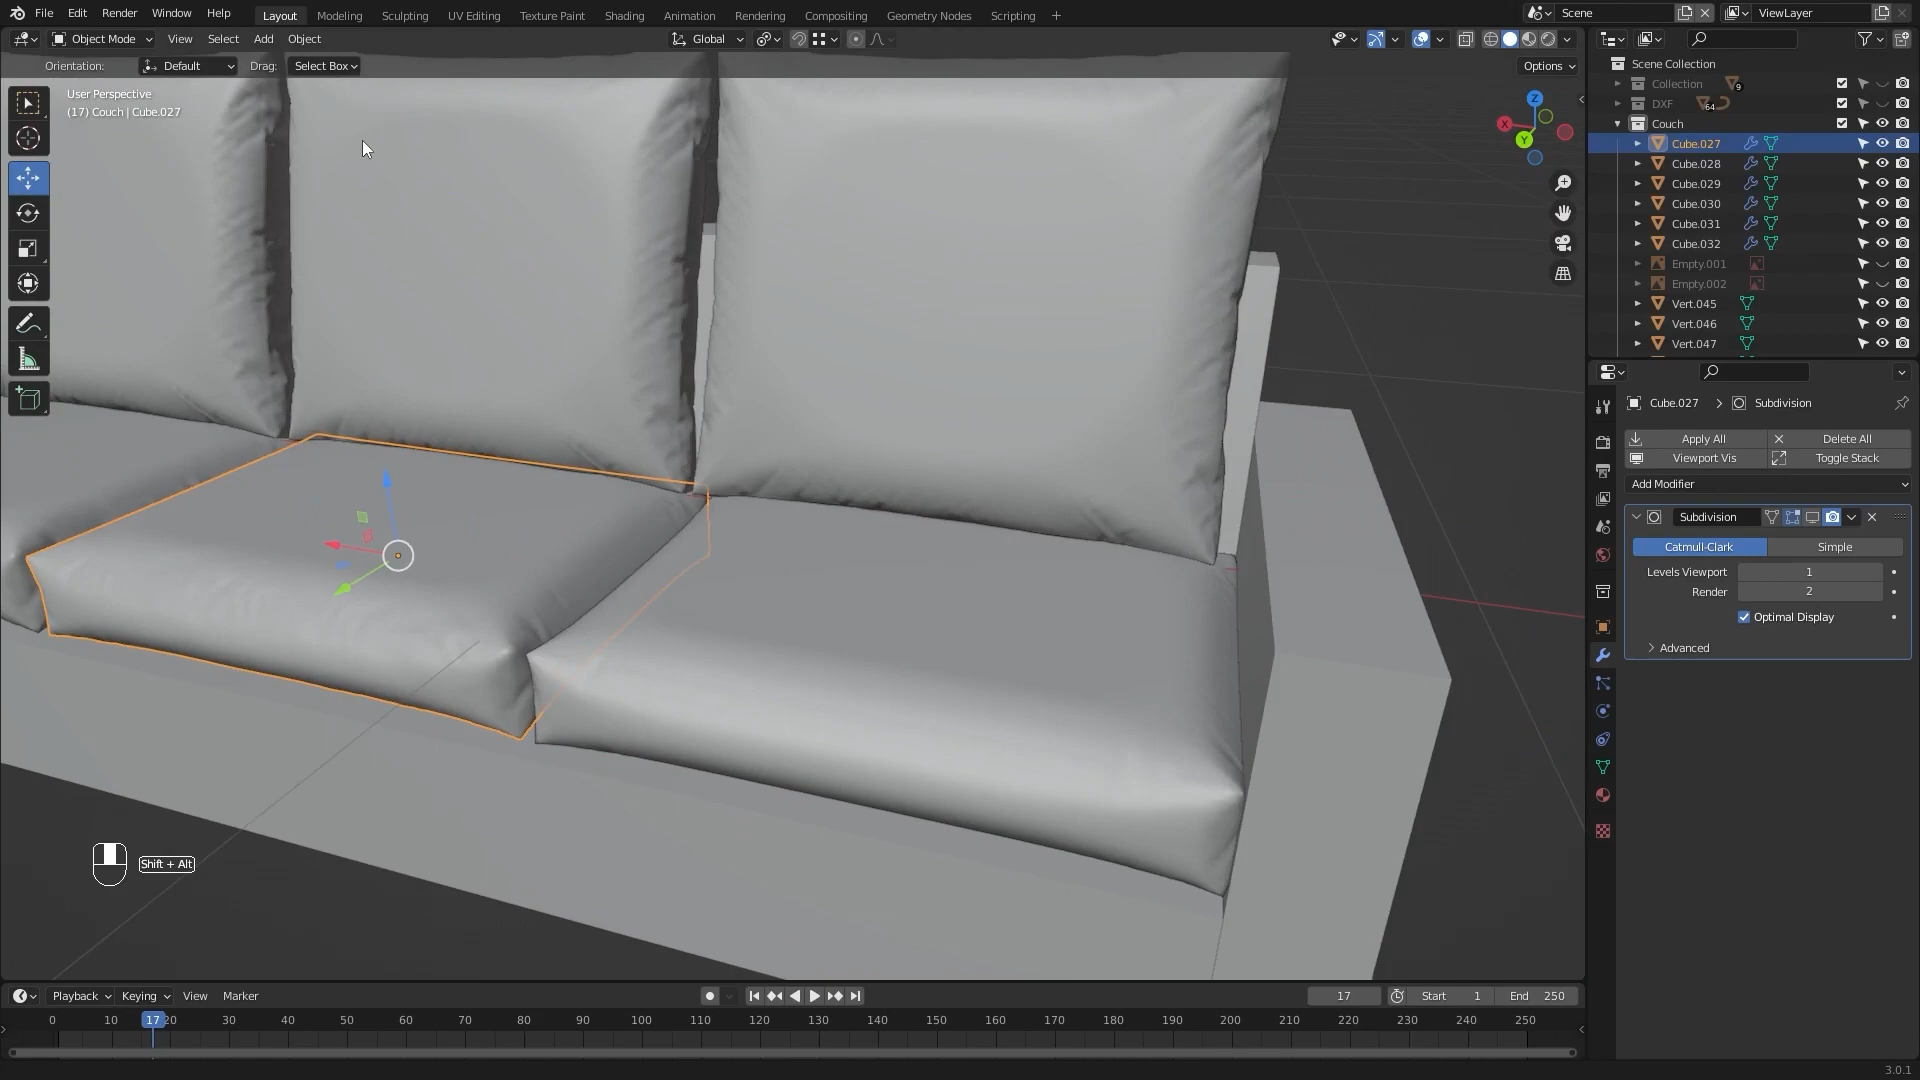 File Edit Render Window Help Layout Modeling Sculpting UV Editing Texture Paint Shading Animation Rendering Compositing Geometry Nodes Scripting + Scene ViewLayer
Object Mode View Select Add Object Global
Orientation: Default Drag: Select Box Options
User Perspective
(17) Couch | Cube.027
Z
X
Y
Shift + Alt
Scene Collection
Collection 9
DXF 64
Couch
Cube.027
Cube.028
Cube.029
Cube.030
Cube.031
Cube.032
Empty.001
Empty.002
Vert.045
Vert.046
Vert.047
Cube.027 > Subdivision
Apply All Delete All
Viewport Vis Toggle Stack
Add Modifier
Subdivision
Catmull-Clark Simple
Levels Viewport 1
Render 2
Optimal Display
Advanced
Playback Keying View Marker 17 Start 1 End 250
0 10 17 20 30 40 50 60 70 80 90 100 110 120 130 140 150 160 170 180 190 200 210 220 230 240 250
3.0.1